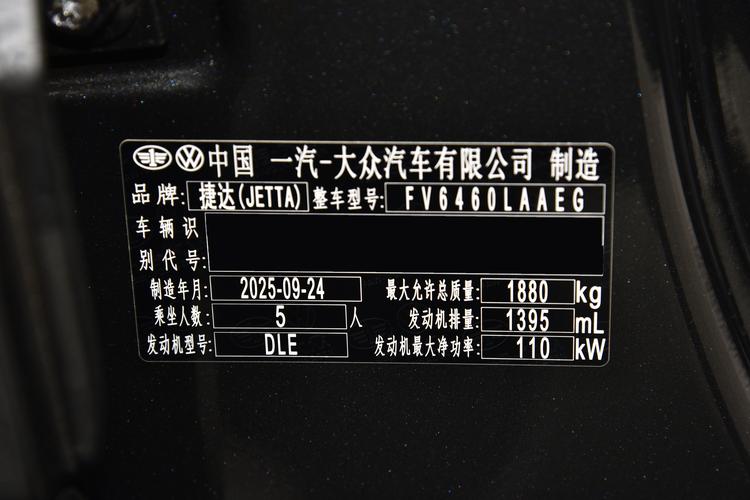 中国 一汽-大众汽车有限公司 制造
品牌: 捷达(JETTA) 整车型号: FV6460LAAEG
车辆识
别代号:
制造年月: 2025-09-24 最大允许总质量: 1880 kg
乘坐人数: 5 人 发动机排量: 1395 mL
发动机型号: DLE 发动机最大净功率: 110 kW